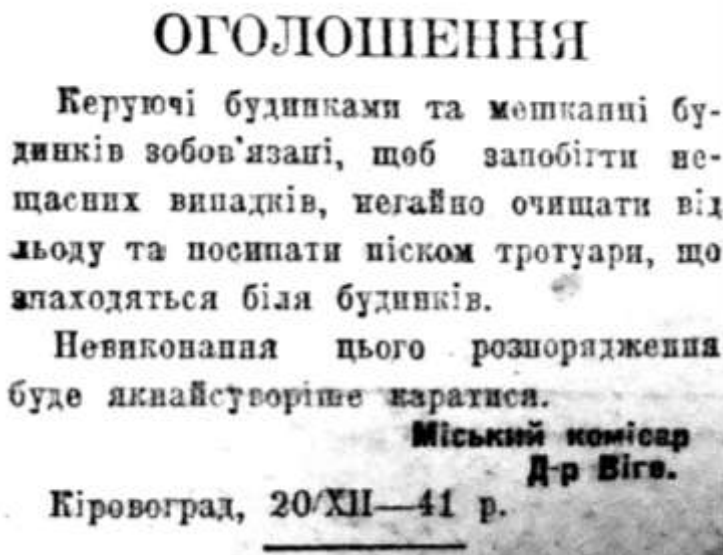 ОГОЛОШЕННЯ
Керуючі будинками та мешканці бу-
динків зобов'язані, щоб запобігти не-
щасних випадків, негайно очищати від
льоду та посипати піском тротуари, що
знаходяться біля будинків.
Невиконання цього розпорядження
буде якнайсуворіше каратися.
Міський комісар
Д-р Віге.
Кіровоград, 20/XII—41 р.